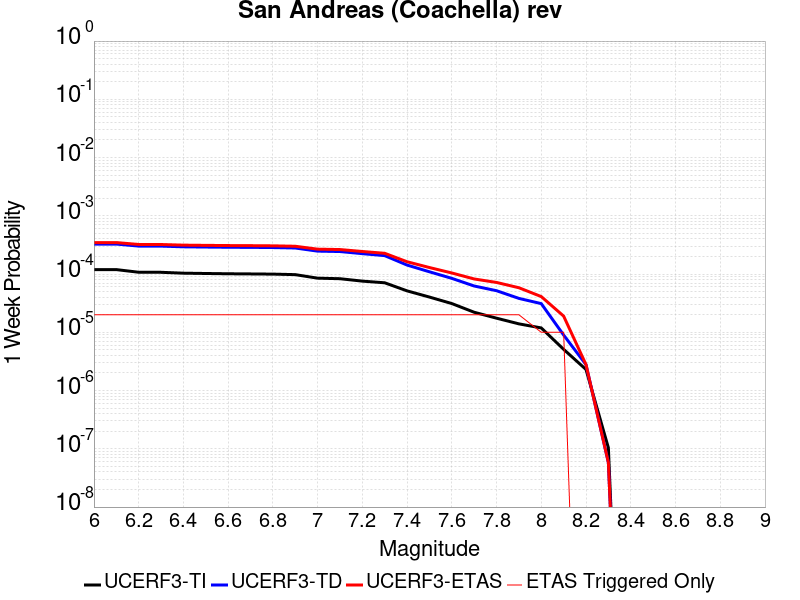 San Andreas (Coachella) rev
10^0
10^-1
10^-2
10^-3
10^-4
10^-5
10^-6
10^-7
10^-8
1 Week Probability
6 6.2 6.4 6.6 6.8 7 7.2 7.4 7.6 7.8 8 8.2 8.4 8.6 8.8 9
Magnitude
UCERF3-TI UCERF3-TD UCERF3-ETAS ETAS Triggered Only